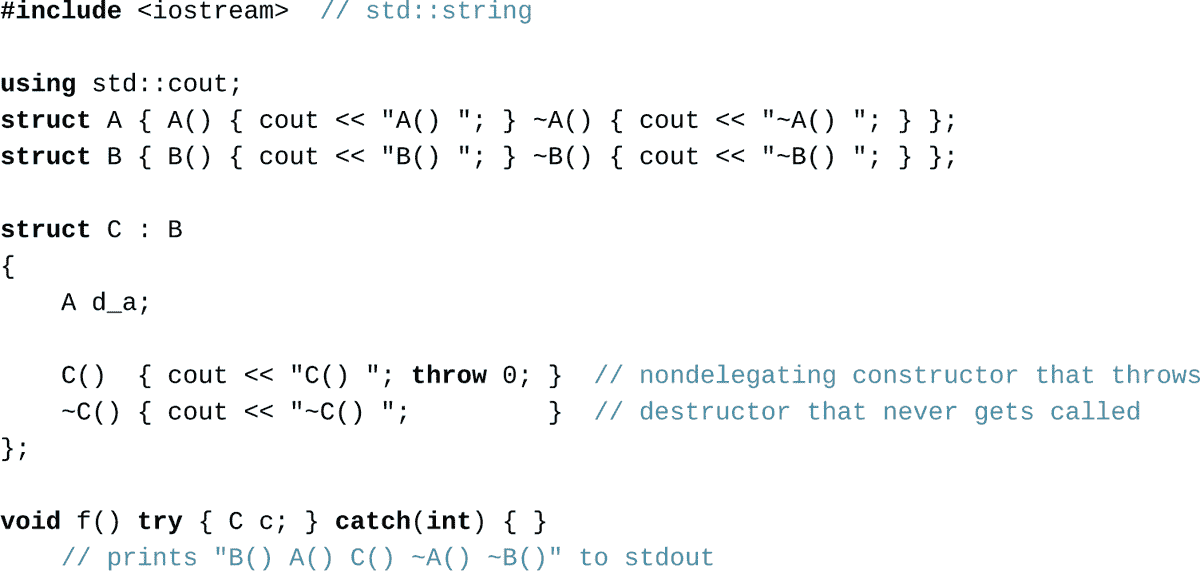 #include <iostream>  // std::string
using std::cout;
struct A { A() { cout << "A() "; } ~A() { cout << "~A() "; } };
struct B { B() { cout << "B() "; } ~B() { cout << "~B() "; } };
struct C : B
{
    A d_a;
    C()  { cout << "C() "; throw 0; }  // nondelegating constructor that throws
    ~C() { cout << "~C() ";         }  // destructor that never gets called
};
void f() try { C c; } catch(int) { }
    // prints "B() A() C() ~A() ~B()" to stdout